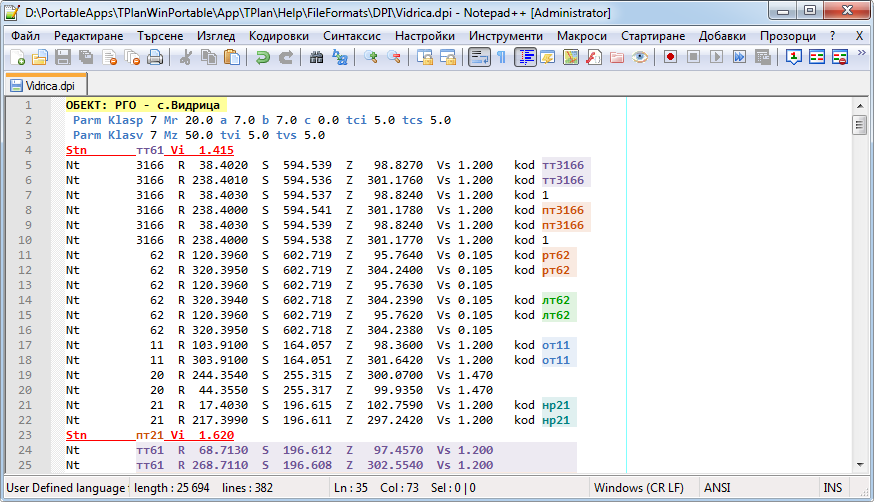 D:\PortableApps\TPlanWinPortable\App\TPlan\Help\FileFormats\DPI\Vidrica.dpi - Notepad++ [Administrator]
Файл Редактиране Търсене Изглед Кодировки Синтаксис Настройки Инструменти Макроси Стартиране Добавки Прозорци ? X
Vidrica.dpi
1 ОБЕКТ: РГО - с.Видрица
2 Parm Klasp 7 Mr 20.0 a 7.0 b 7.0 c 0.0 tci 5.0 tcs 5.0
3 Parm Klasv 7 Mz 50.0 tvi 5.0 tvs 5.0
4 Stn тт61 Vi 1.415
5 Nt 3166 R 38.4020 S 594.539 Z 98.8270 Vs 1.200 kod тт3166
6 Nt 3166 R 238.4010 S 594.536 Z 301.1760 Vs 1.200 kod тт3166
7 Nt 3166 R 38.4030 S 594.537 Z 98.8240 Vs 1.200 kod 1
8 Nt 3166 R 238.4000 S 594.541 Z 301.1780 Vs 1.200 kod пт3166
9 Nt 3166 R 38.4030 S 594.539 Z 98.8240 Vs 1.200 kod пт3166
10 Nt 3166 R 238.4000 S 594.538 Z 301.1770 Vs 1.200 kod 1
11 Nt 62 R 120.3960 S 602.719 Z 95.7640 Vs 0.105 kod рт62
12 Nt 62 R 320.3950 S 602.719 Z 304.2400 Vs 0.105 kod рт62
13 Nt 62 R 120.3960 S 602.719 Z 95.7630 Vs 0.105
14 Nt 62 R 320.3940 S 602.718 Z 304.2390 Vs 0.105 kod лт62
15 Nt 62 R 120.3960 S 602.719 Z 95.7620 Vs 0.105 kod лт62
16 Nt 62 R 320.3950 S 602.718 Z 304.2380 Vs 0.105
17 Nt 11 R 103.9100 S 164.057 Z 98.3600 Vs 1.200 kod от11
18 Nt 11 R 303.9100 S 164.051 Z 301.6420 Vs 1.200 kod от11
19 Nt 20 R 244.3540 S 255.315 Z 300.0700 Vs 1.470
20 Nt 20 R 44.3550 S 255.317 Z 99.9350 Vs 1.470
21 Nt 21 R 17.4030 S 196.615 Z 102.7590 Vs 1.200 kod нр21
22 Nt 21 R 217.3990 S 196.611 Z 297.2420 Vs 1.200 kod нр21
23 Stn пт21 Vi 1.620
24 Nt тт61 R 68.7130 S 196.612 Z 97.4570 Vs 1.200
25 Nt тт61 R 268.7110 S 196.608 Z 302.5540 Vs 1.200
User Defined language length : 25 694 lines : 382 Ln : 35 Col : 73 Sel : 0 | 0 Windows (CR LF) ANSI INS